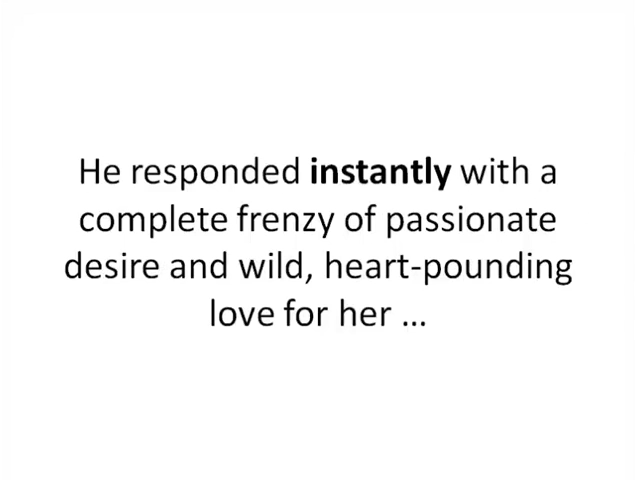 He responded instantly with a
complete frenzy of passionate
desire and wild, heart-pounding
love for her ...